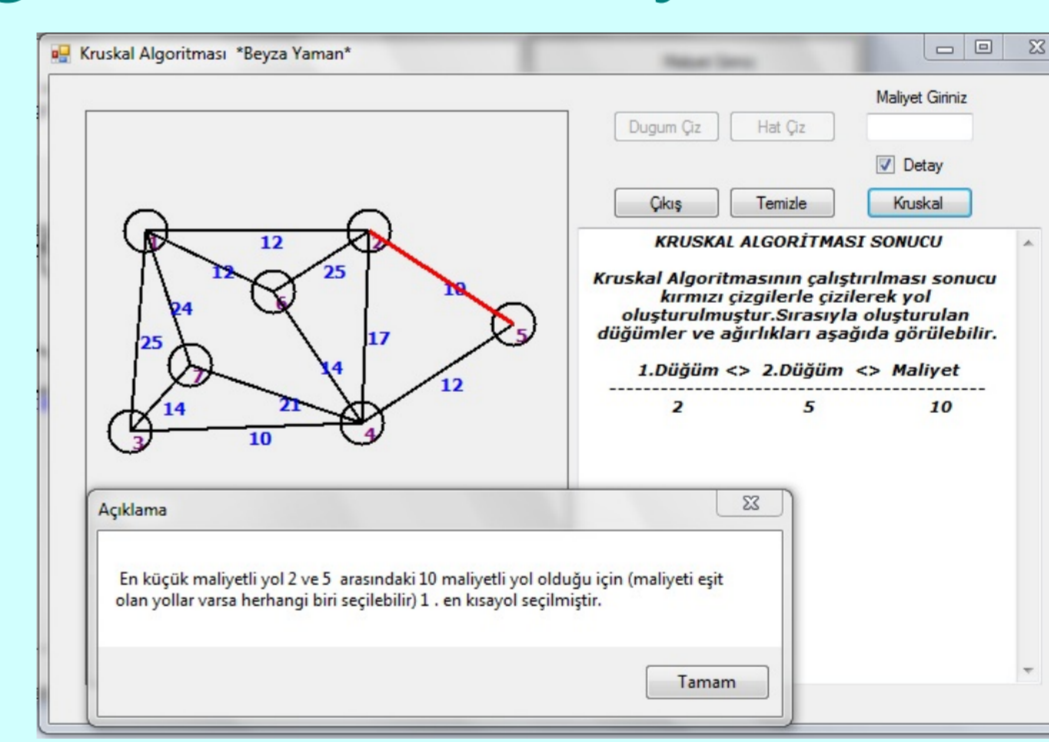 Kruskal Algoritması *Beyza Yaman*
Maliyet Giriniz
Dugum Çiz
Hat Çiz
Detay
Çıkış
Temizle
Kruskal
KRUSKAL ALGORİTMASI SONUCU
Kruskal Algoritmasının çalıştırılması sonucu
kırmızı çizgilerle çizilerek yol
oluşturulmuştur.Sırasıyla oluşturulan
düğümler ve ağırlıkları aşağıda görülebilir.
1.Düğüm <> 2.Düğüm <> Maliyet
----------------------------------------
2 5 10
1
12
2
12
25
6
10
24
5
25
17
14
7
12
14
21
3
10
4
Açıklama
En küçük maliyetli yol 2 ve 5 arasındaki 10 maliyetli yol olduğu için (maliyeti eşit
olan yollar varsa herhangi biri seçilebilir) 1 . en kısayol seçilmiştir.
Tamam